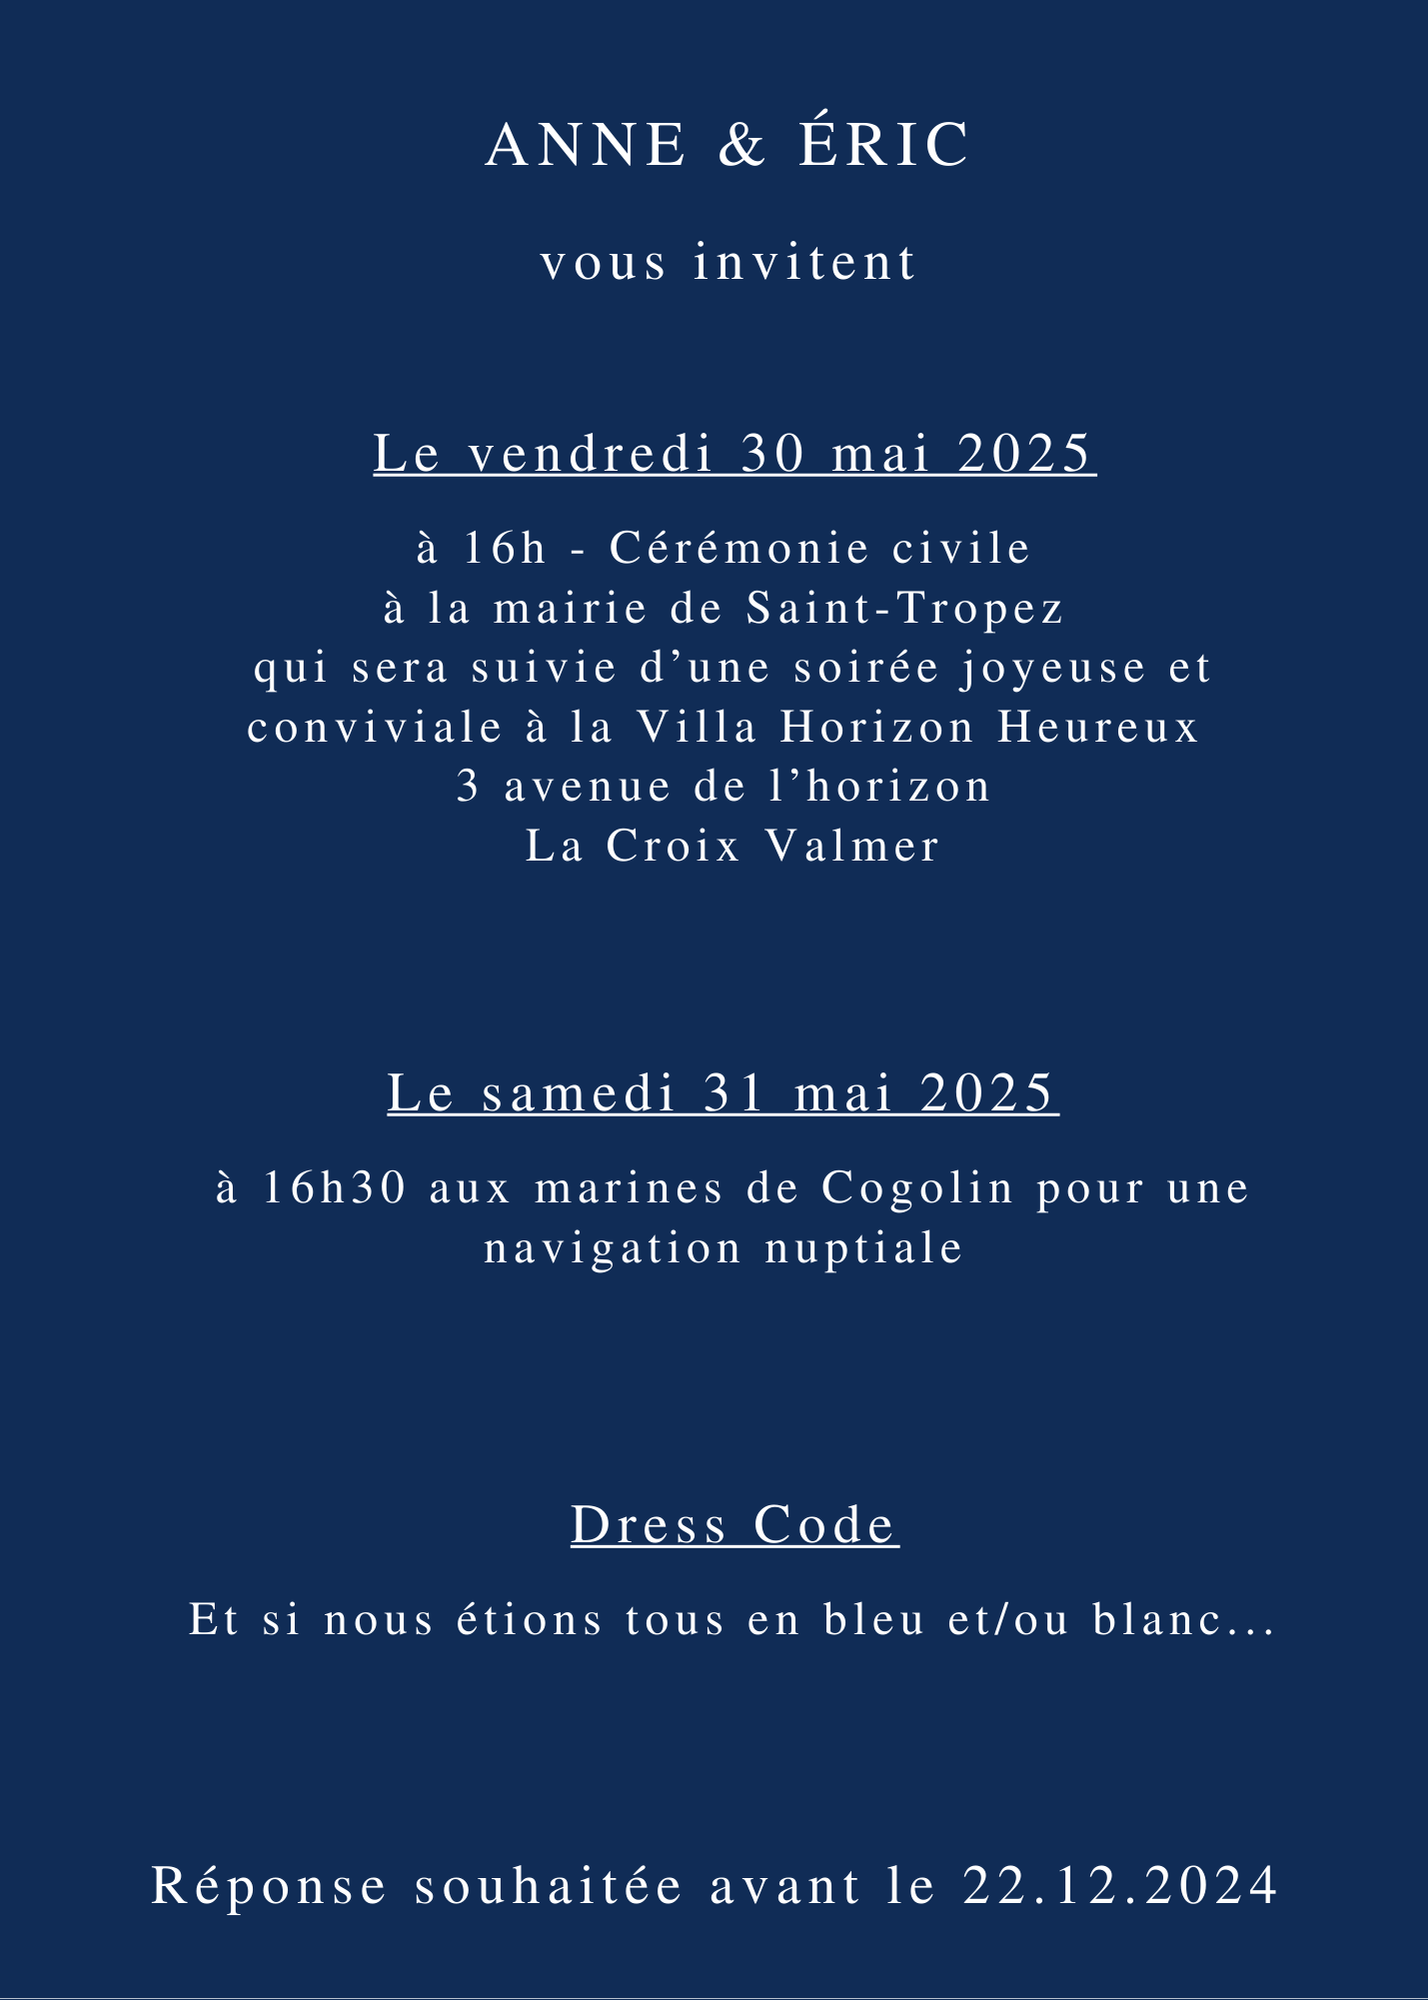 ANNE & ÉRIC
vous invitent
Le vendredi 30 mai 2025
à 16h - Cérémonie civile
à la mairie de Saint-Tropez
qui sera suivie d’une soirée joyeuse et
conviviale à la Villa Horizon Heureux
3 avenue de l’horizon
La Croix Valmer
Le samedi 31 mai 2025
à 16h30 aux marines de Cogolin pour une
navigation nuptiale
Dress Code
Et si nous étions tous en bleu et/ou blanc...
Réponse souhaitée avant le 22.12.2024